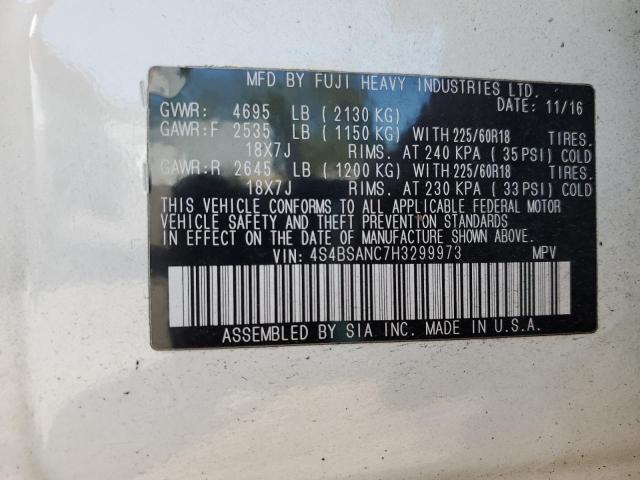 MFD BY FUJI HEAVY INDUSTRIES LTD.
DATE: 11/16
GVWR: 4695 LB ( 2130 KG)
GAWR:F 2535 LB ( 1150 KG) WITH 225/60R18 TIRES.
18X7J RIMS. AT 240 KPA ( 35 PSI) COLD
GAWR:R 2645 LB ( 1200 KG) WITH 225/60R18 TIRES.
18X7J RIMS. AT 230 KPA ( 33 PSI) COLD
THIS VEHICLE CONFORMS TO ALL APPLICABLE FEDERAL MOTOR
VEHICLE SAFETY AND THEFT PREVENTION STANDARDS
IN EFFECT ON THE DATE OF MANUFACTURE SHOWN ABOVE.
VIN: 4S4BSANC7H3299973 MPV
ASSEMBLED BY SIA INC. MADE IN U.S.A.